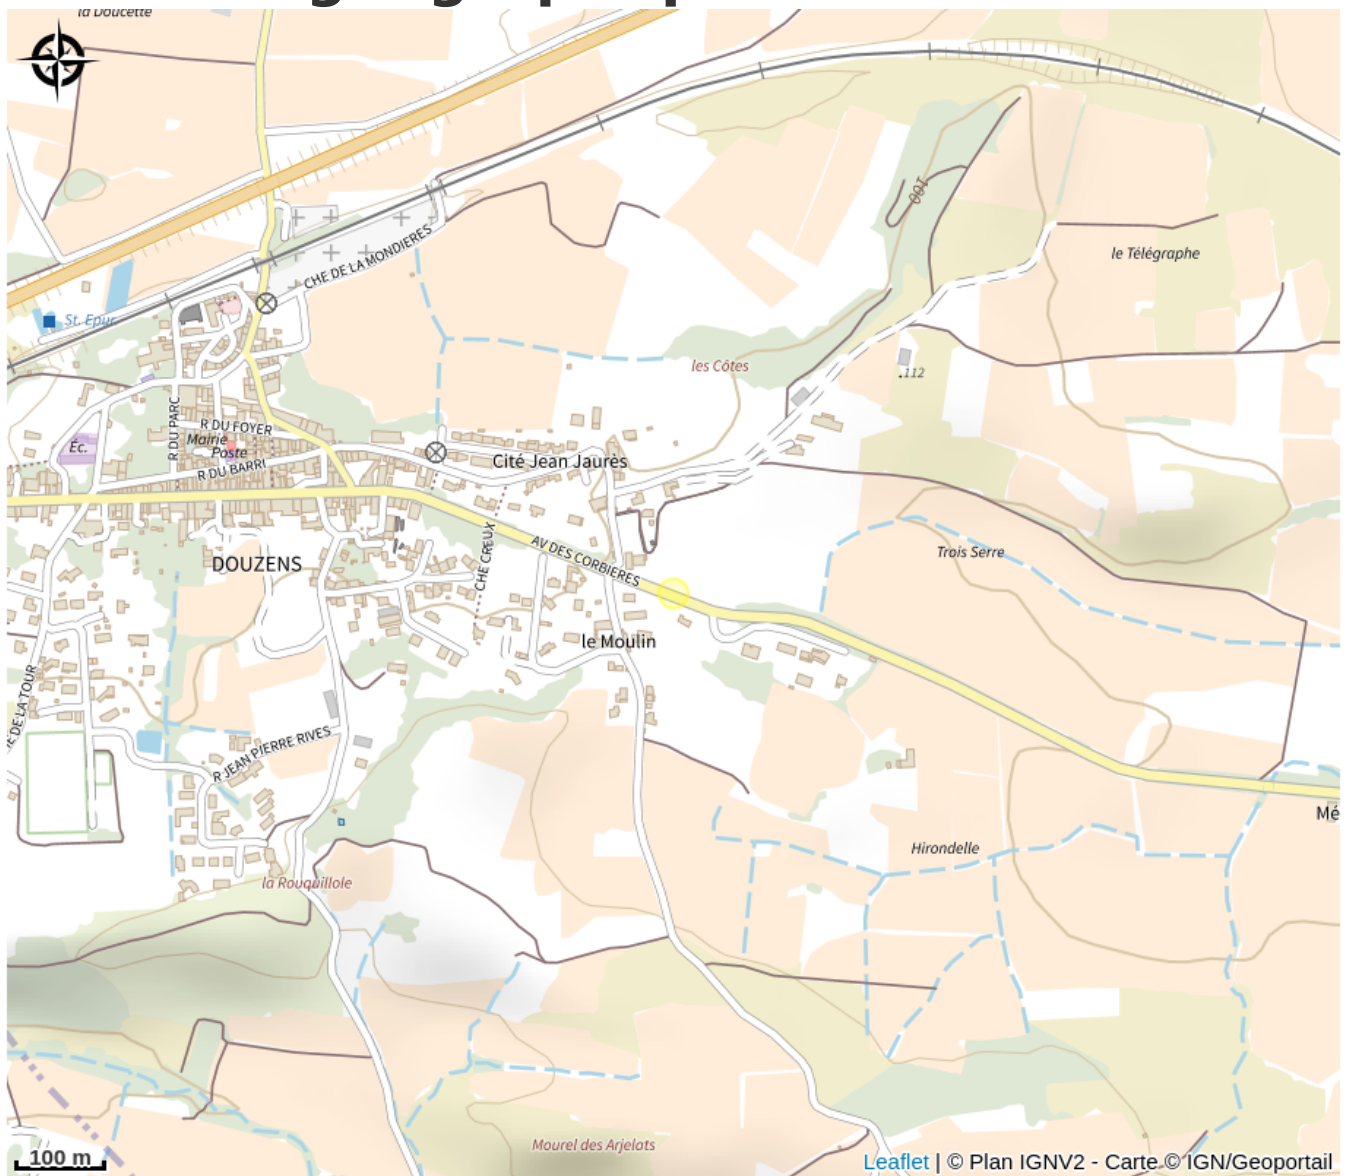 la Doucette
CHE DE LA MONDIERES
100
le Télégraphe
St. Epur.
les Côtes
.112
R DU PARC
R DU FOYER
Mairie
Poste
Éc.
R DU BARRI
Cité Jean Jaurès
CHE CREUX
AV DES CORBIERES
Trois Serre
DOUZENS
le Moulin
DE LA TOUR
R JEAN PIERRE RIVES
Mé
Hirondelle
la Rouquillole
Mourel des Arjelats
100 m
Leaflet | © Plan IGNV2 - Carte © IGN/Geoportail